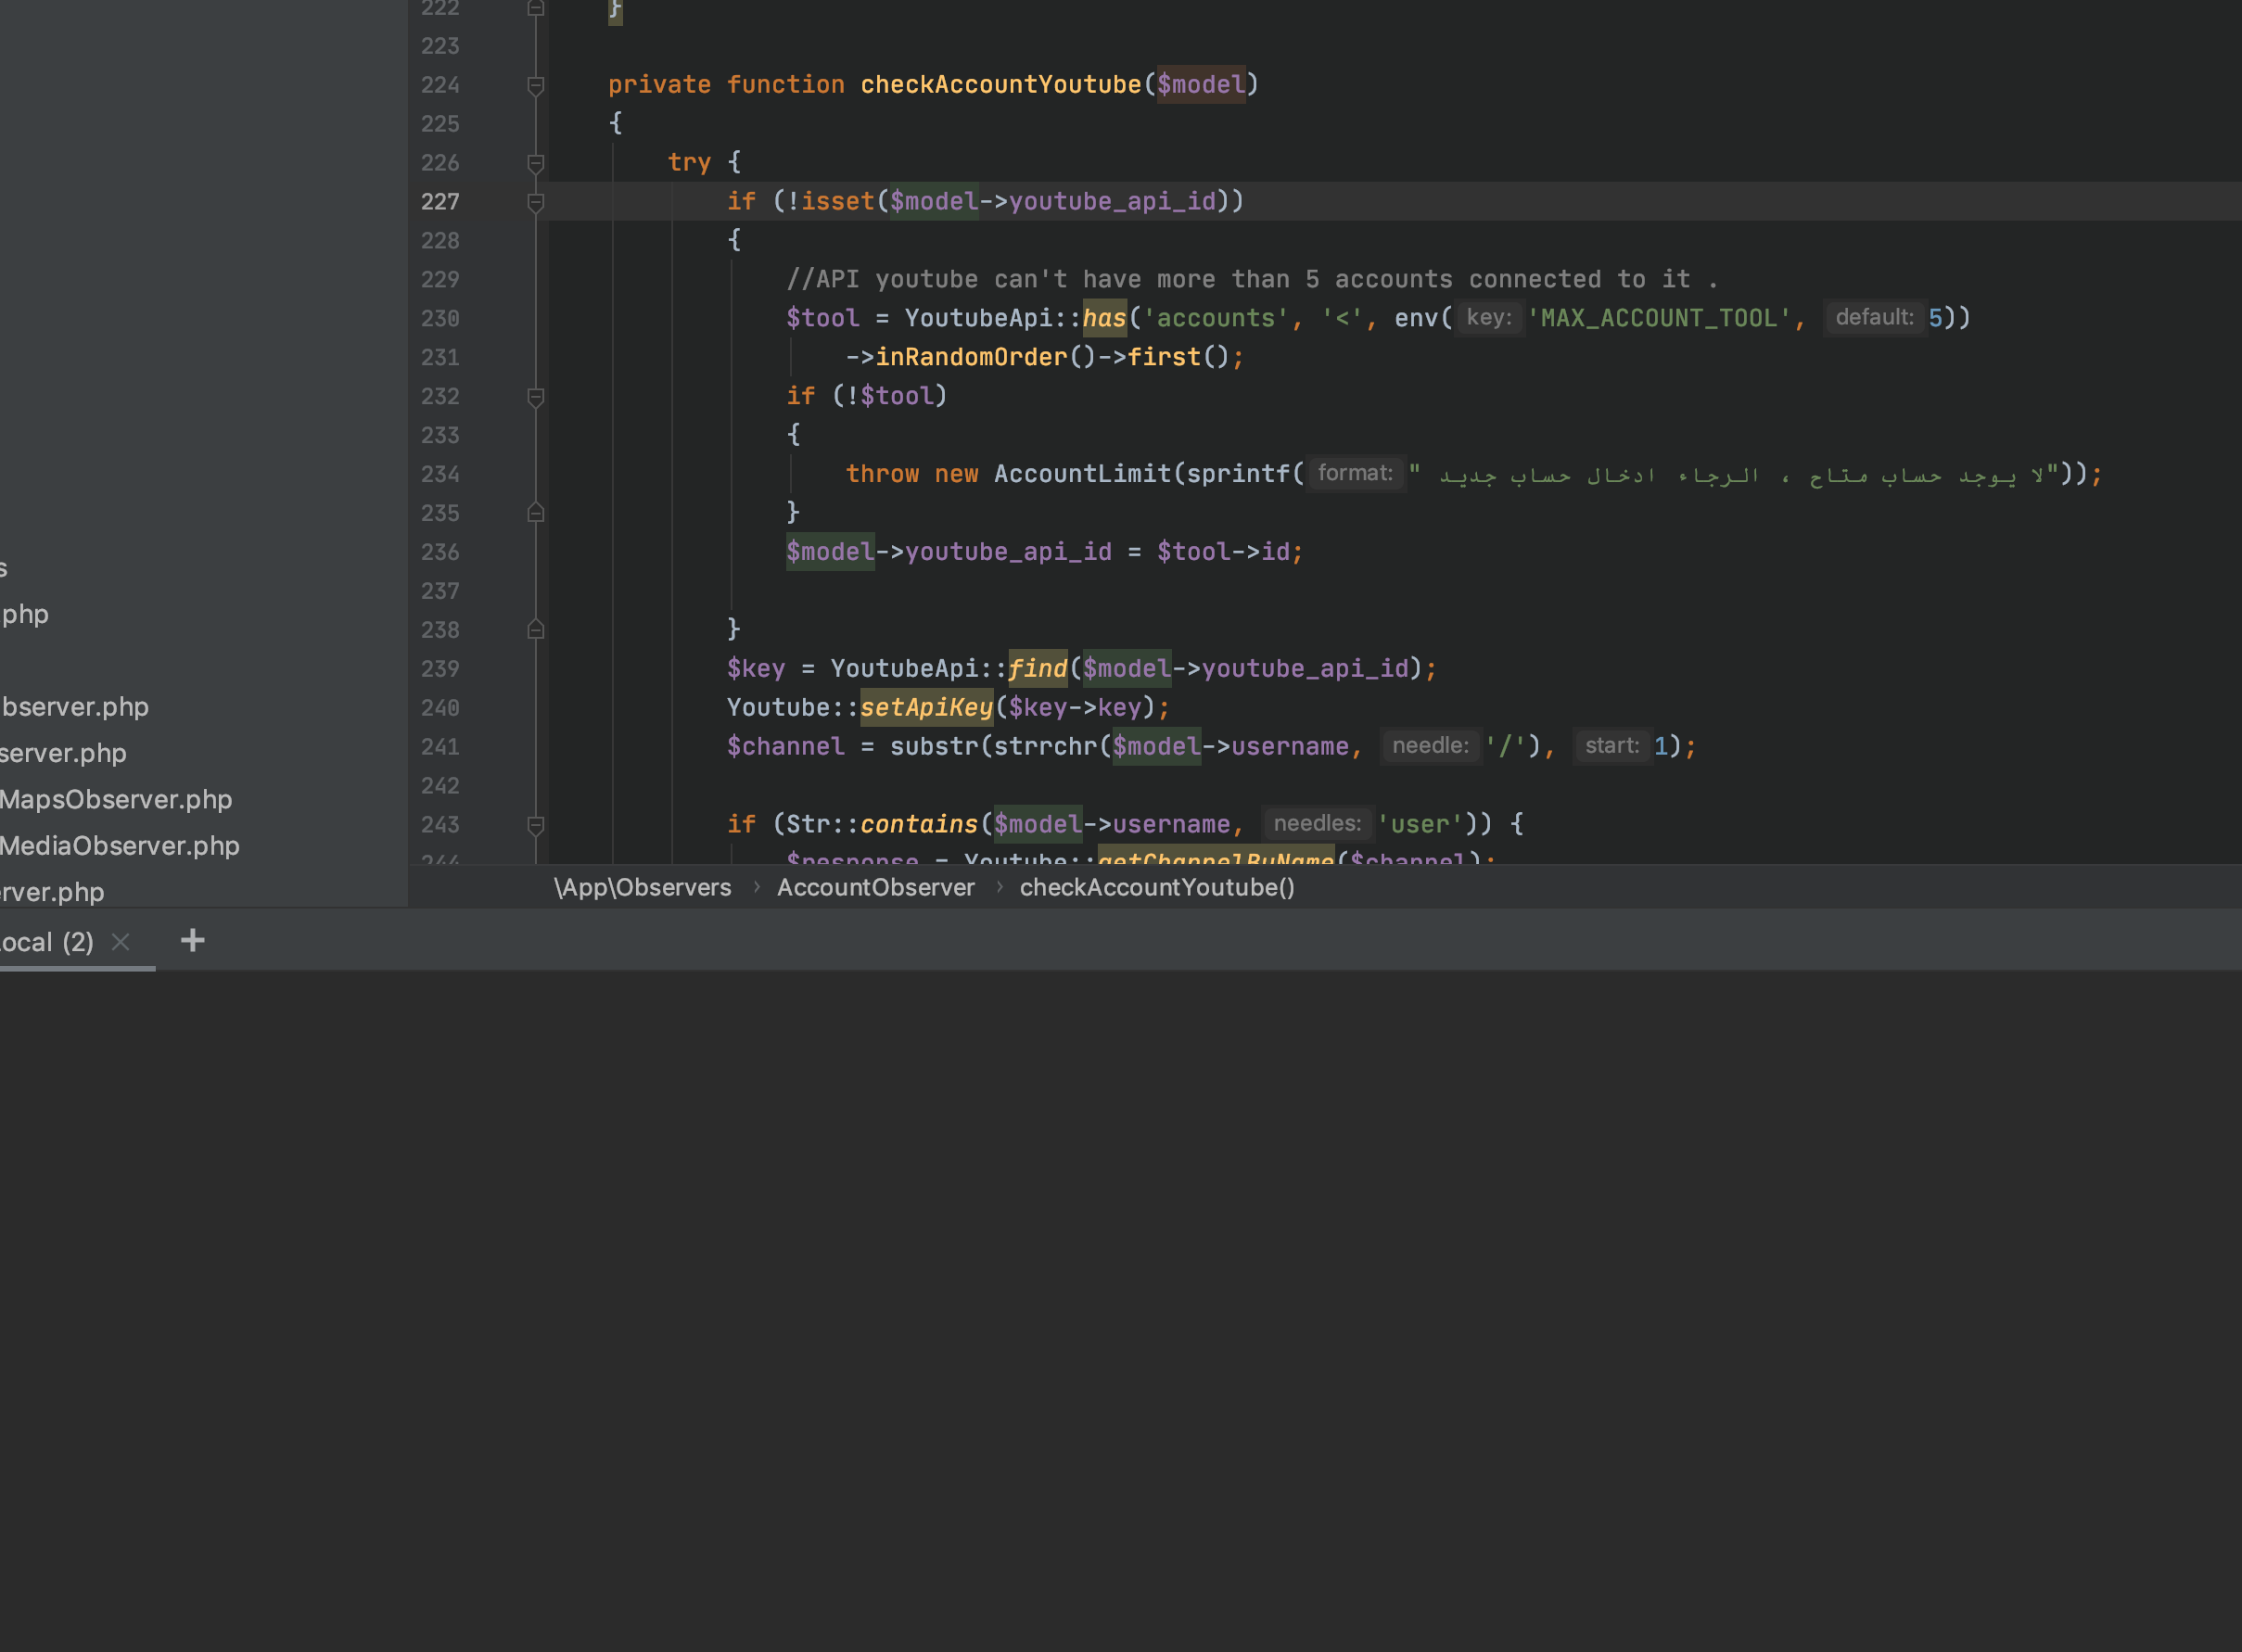 222 }
223
224 private function checkAccountYoutube($model)
225 {
226 try {
227 if (!isset($model->youtube_api_id))
228 {
229 //API youtube can't have more than 5 accounts connected to it .
230 $tool = YoutubeApi::has('accounts', '<', env( key: 'MAX_ACCOUNT_TOOL', default: 5))
231 ->inRandomOrder()->first();
232 if (!$tool)
233 {
234 throw new AccountLimit(sprintf( format: "لا يوجد حساب متاح ، الرجاء ادخال حساب جديد "));
235 }
236 $model->youtube_api_id = $tool->id;
237
238 }
239 $key = YoutubeApi::find($model->youtube_api_id);
240 Youtube::setApiKey($key->key);
241 $channel = substr(strrchr($model->username, needle: '/'), start: 1);
242
243 if (Str::contains($model->username, needles: 'user')) {
244 $response = Youtube::getChannelByName($channel);
s
.php
bserver.php
server.php
MapsObserver.php
MediaObserver.php
erver.php
\App\Observers › AccountObserver › checkAccountYoutube()
ocal (2) × +